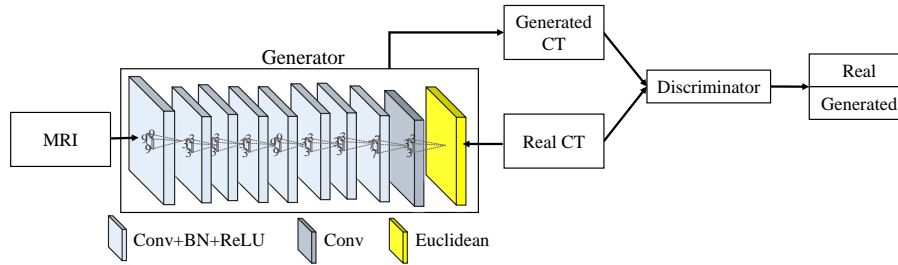 Generated
CT
Generator
Real
Generated
Discriminator
MRI
Real CT
Conv+BN+ReLU
Conv
Euclidean